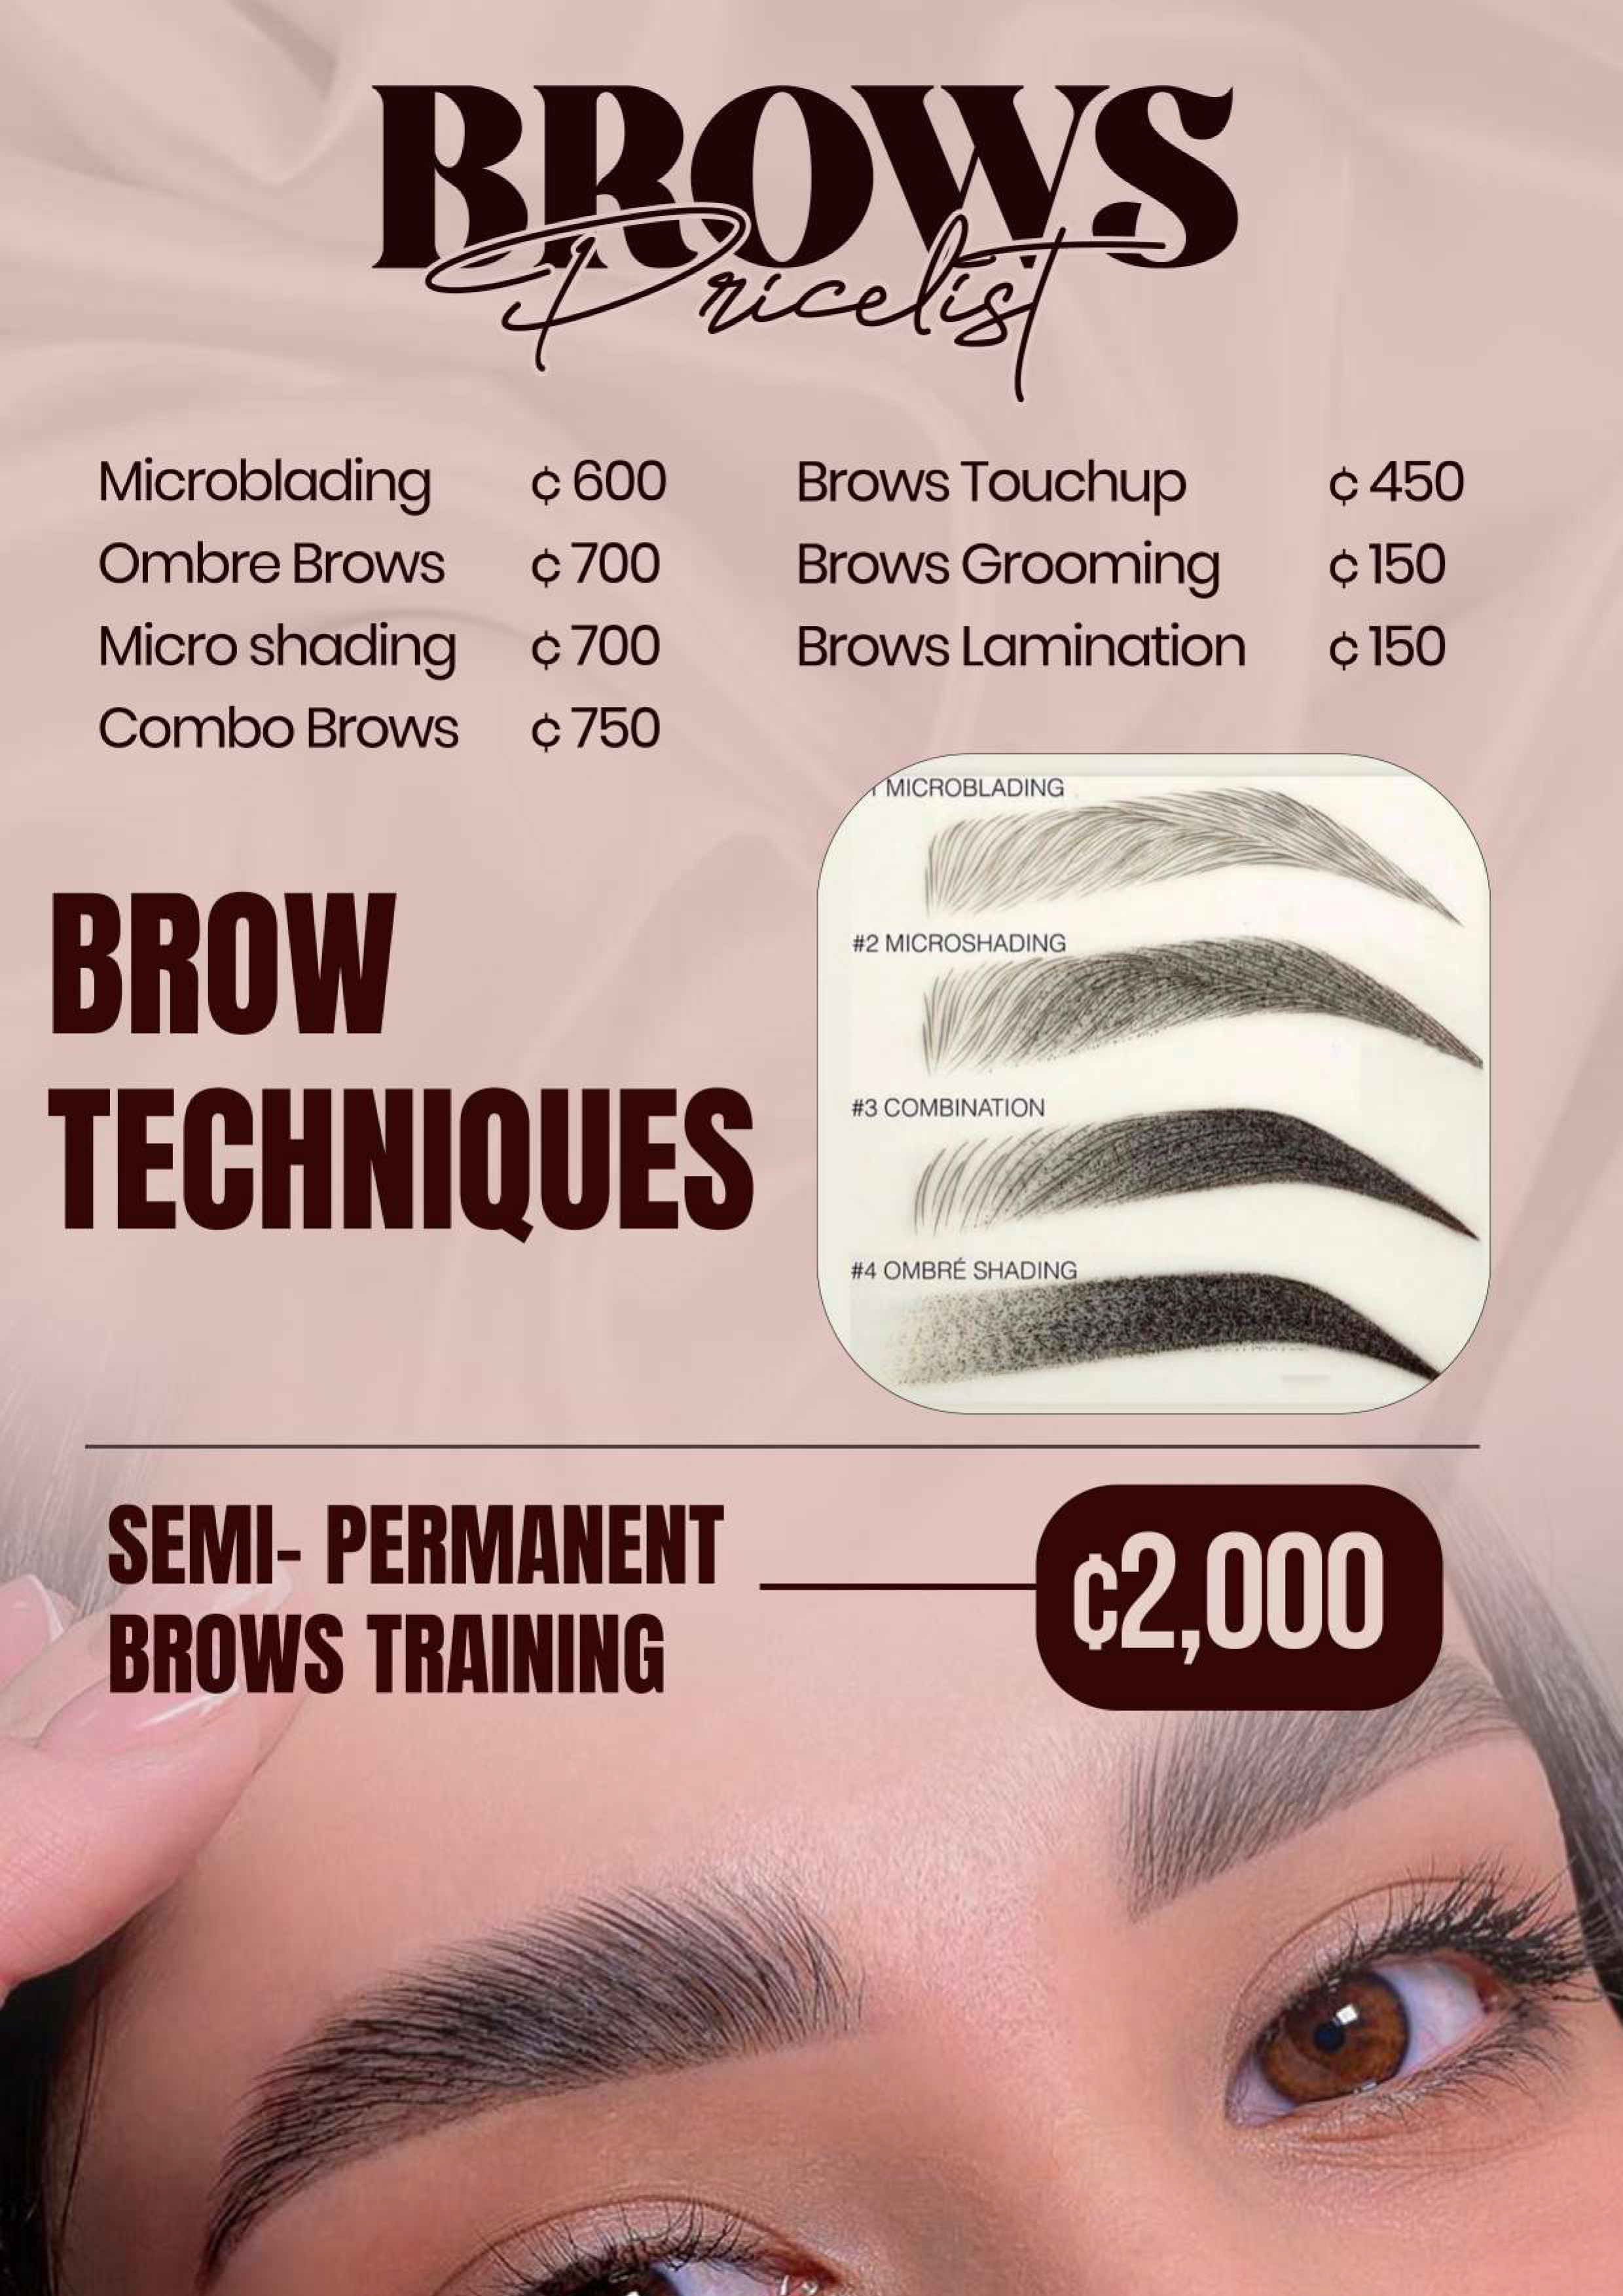 BROWS
Pricelist
Microblading ¢ 600
Ombre Brows ¢ 700
Micro shading ¢ 700
Combo Brows ¢ 750
Brows Touchup ¢ 450
Brows Grooming ¢ 150
Brows Lamination ¢ 150
BROW
TECHNIQUES
1 MICROBLADING
#2 MICROSHADING
#3 COMBINATION
#4 OMBRÉ SHADING
SEMI- PERMANENT
BROWS TRAINING
¢2,000